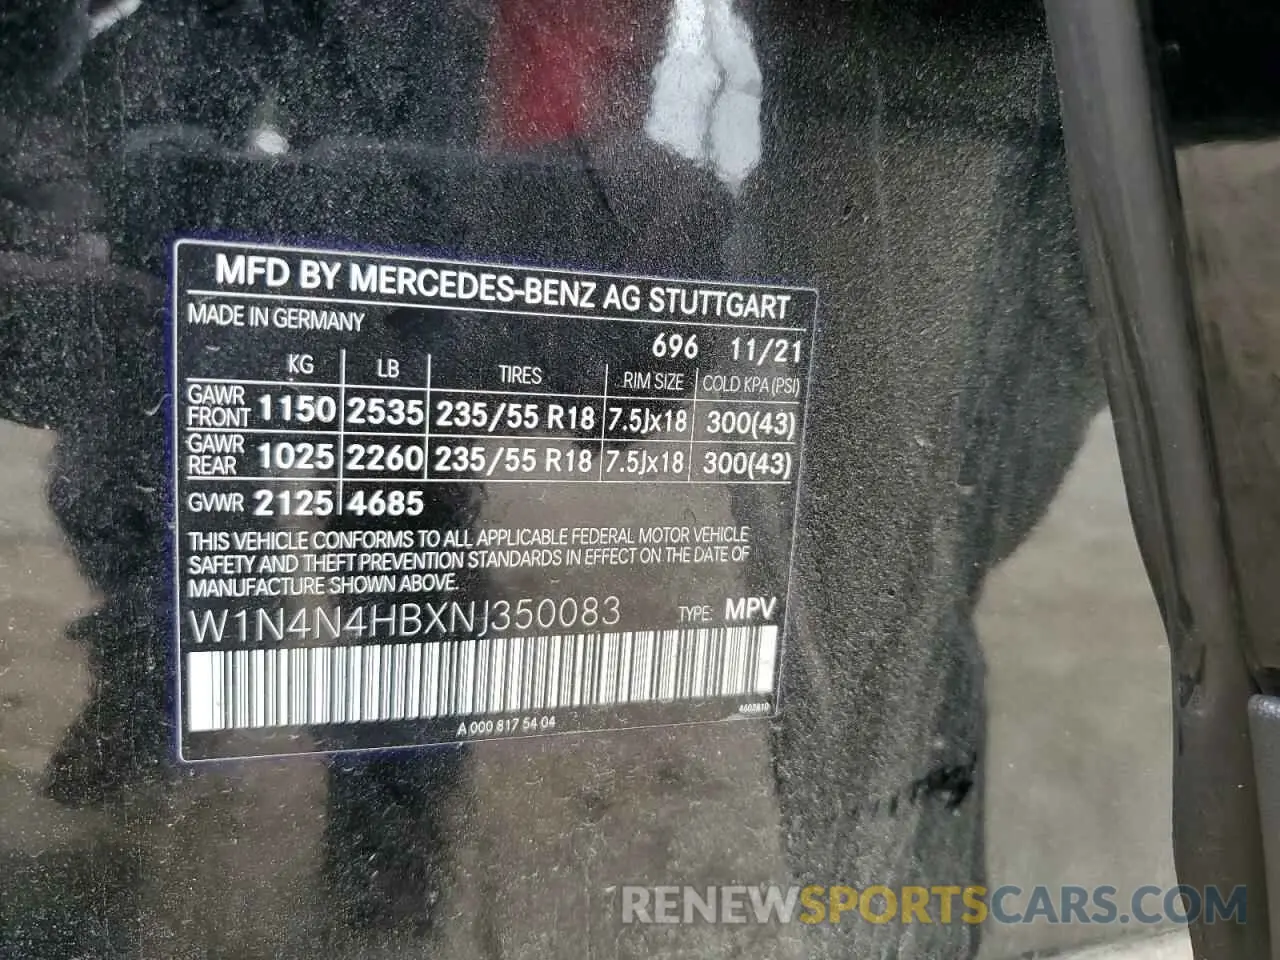 MFD BY MERCEDES-BENZ AG STUTTGART
MADE IN GERMANY
696 11/21
KG LB TIRES RIM SIZE COLD KPA (PSI)
GAWR FRONT 1150 2535 235/55 R18 7.5Jx18 300(43)
GAWR REAR 1025 2260 235/55 R18 7.5Jx18 300(43)
GVWR 2125 4685
THIS VEHICLE CONFORMS TO ALL APPLICABLE FEDERAL MOTOR VEHICLE
SAFETY AND THEFT PREVENTION STANDARDS IN EFFECT ON THE DATE OF
MANUFACTURE SHOWN ABOVE.
W1N4N4HBXNJ350083 TYPE: MPV
A 000 817 54 04
RENEWSPORTSCARS.COM